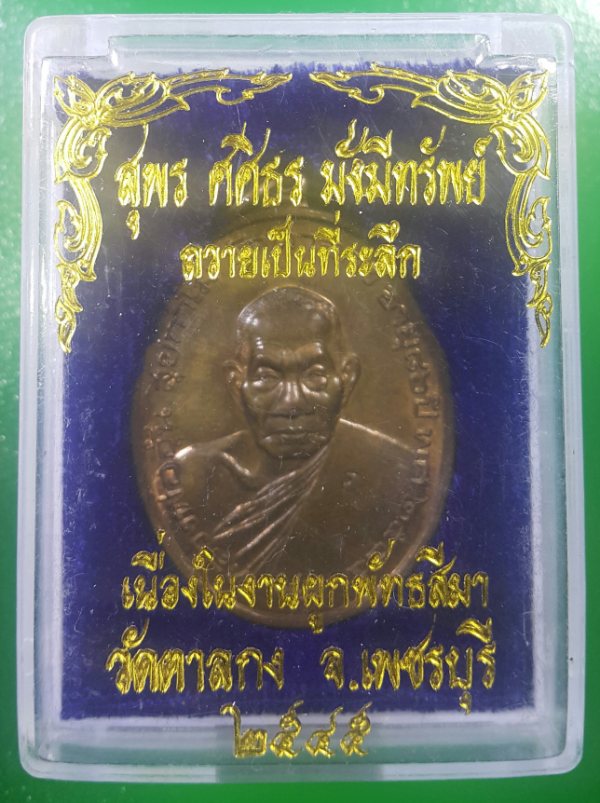 สุพร ศศิธร มั่งมีทรัพย์
ถวายเป็นที่ระลึก
เนื่องในงานผูกพัทธสีมา
วัดตาลกง จ.เพชรบุรี
๒๕๔๕